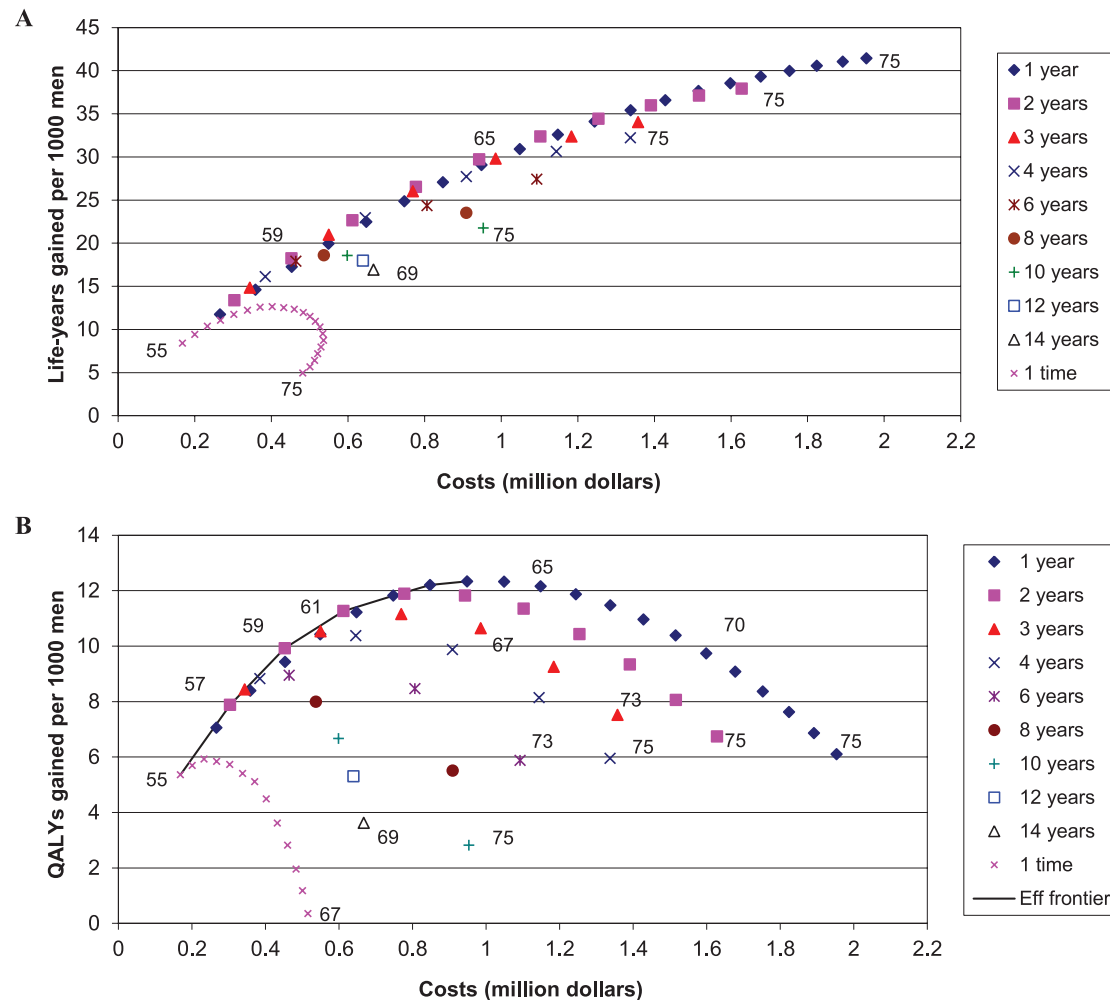 A
Life-years gained per 1000 men
45
40
35
30
25
20
15
10
5
0
0 0.2 0.4 0.6 0.8 1 1.2 1.4 1.6 1.8 2 2.2
Costs (million dollars)
55
59
65
75
75
75
75
69
75
1 year
2 years
3 years
4 years
6 years
8 years
10 years
12 years
14 years
1 time
B
QALYs gained per 1000 men
14
12
10
8
6
4
2
0
0 0.2 0.4 0.6 0.8 1 1.2 1.4 1.6 1.8 2 2.2
Costs (million dollars)
55
57
59
61
65
67
70
73
73
75
75
75
69
75
67
1 year
2 years
3 years
4 years
6 years
8 years
10 years
12 years
14 years
1 time
Eff frontier